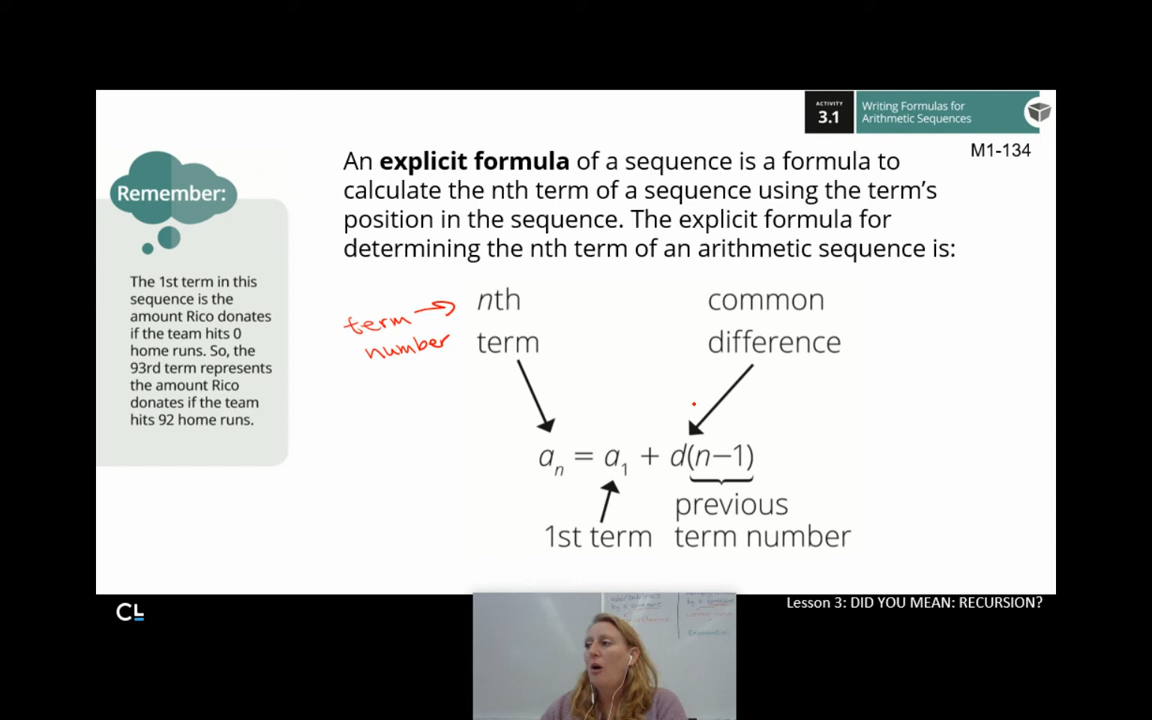 ACTIVITY
3.1
Writing Formulas for
Arithmetic Sequences
M1-134
Remember:
The 1st term in this
sequence is the
amount Rico donates
if the team hits 0
home runs. So, the
93rd term represents
the amount Rico
donates if the team
hits 92 home runs.
An explicit formula of a sequence is a formula to
calculate the nth term of a sequence using the term's
position in the sequence. The explicit formula for
determining the nth term of an arithmetic sequence is:
term → nth
number term
common
difference
aₙ = a₁ + d(n−1)
1st term
previous
term number
CL
Lesson 3: DID YOU MEAN: RECURSION?